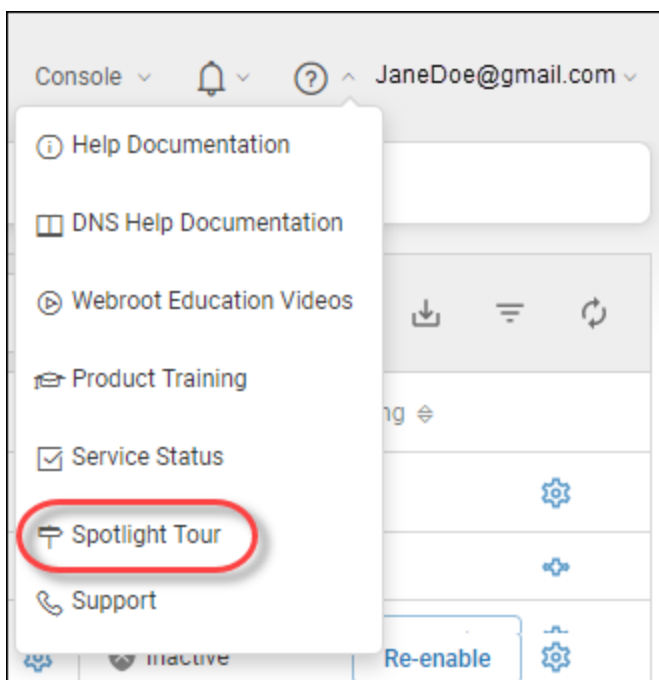 Console
JaneDoe@gmail.com
Help Documentation
DNS Help Documentation
Webroot Education Videos
Product Training
ng
Service Status
Spotlight Tour
Support
Inactive
Re-enable